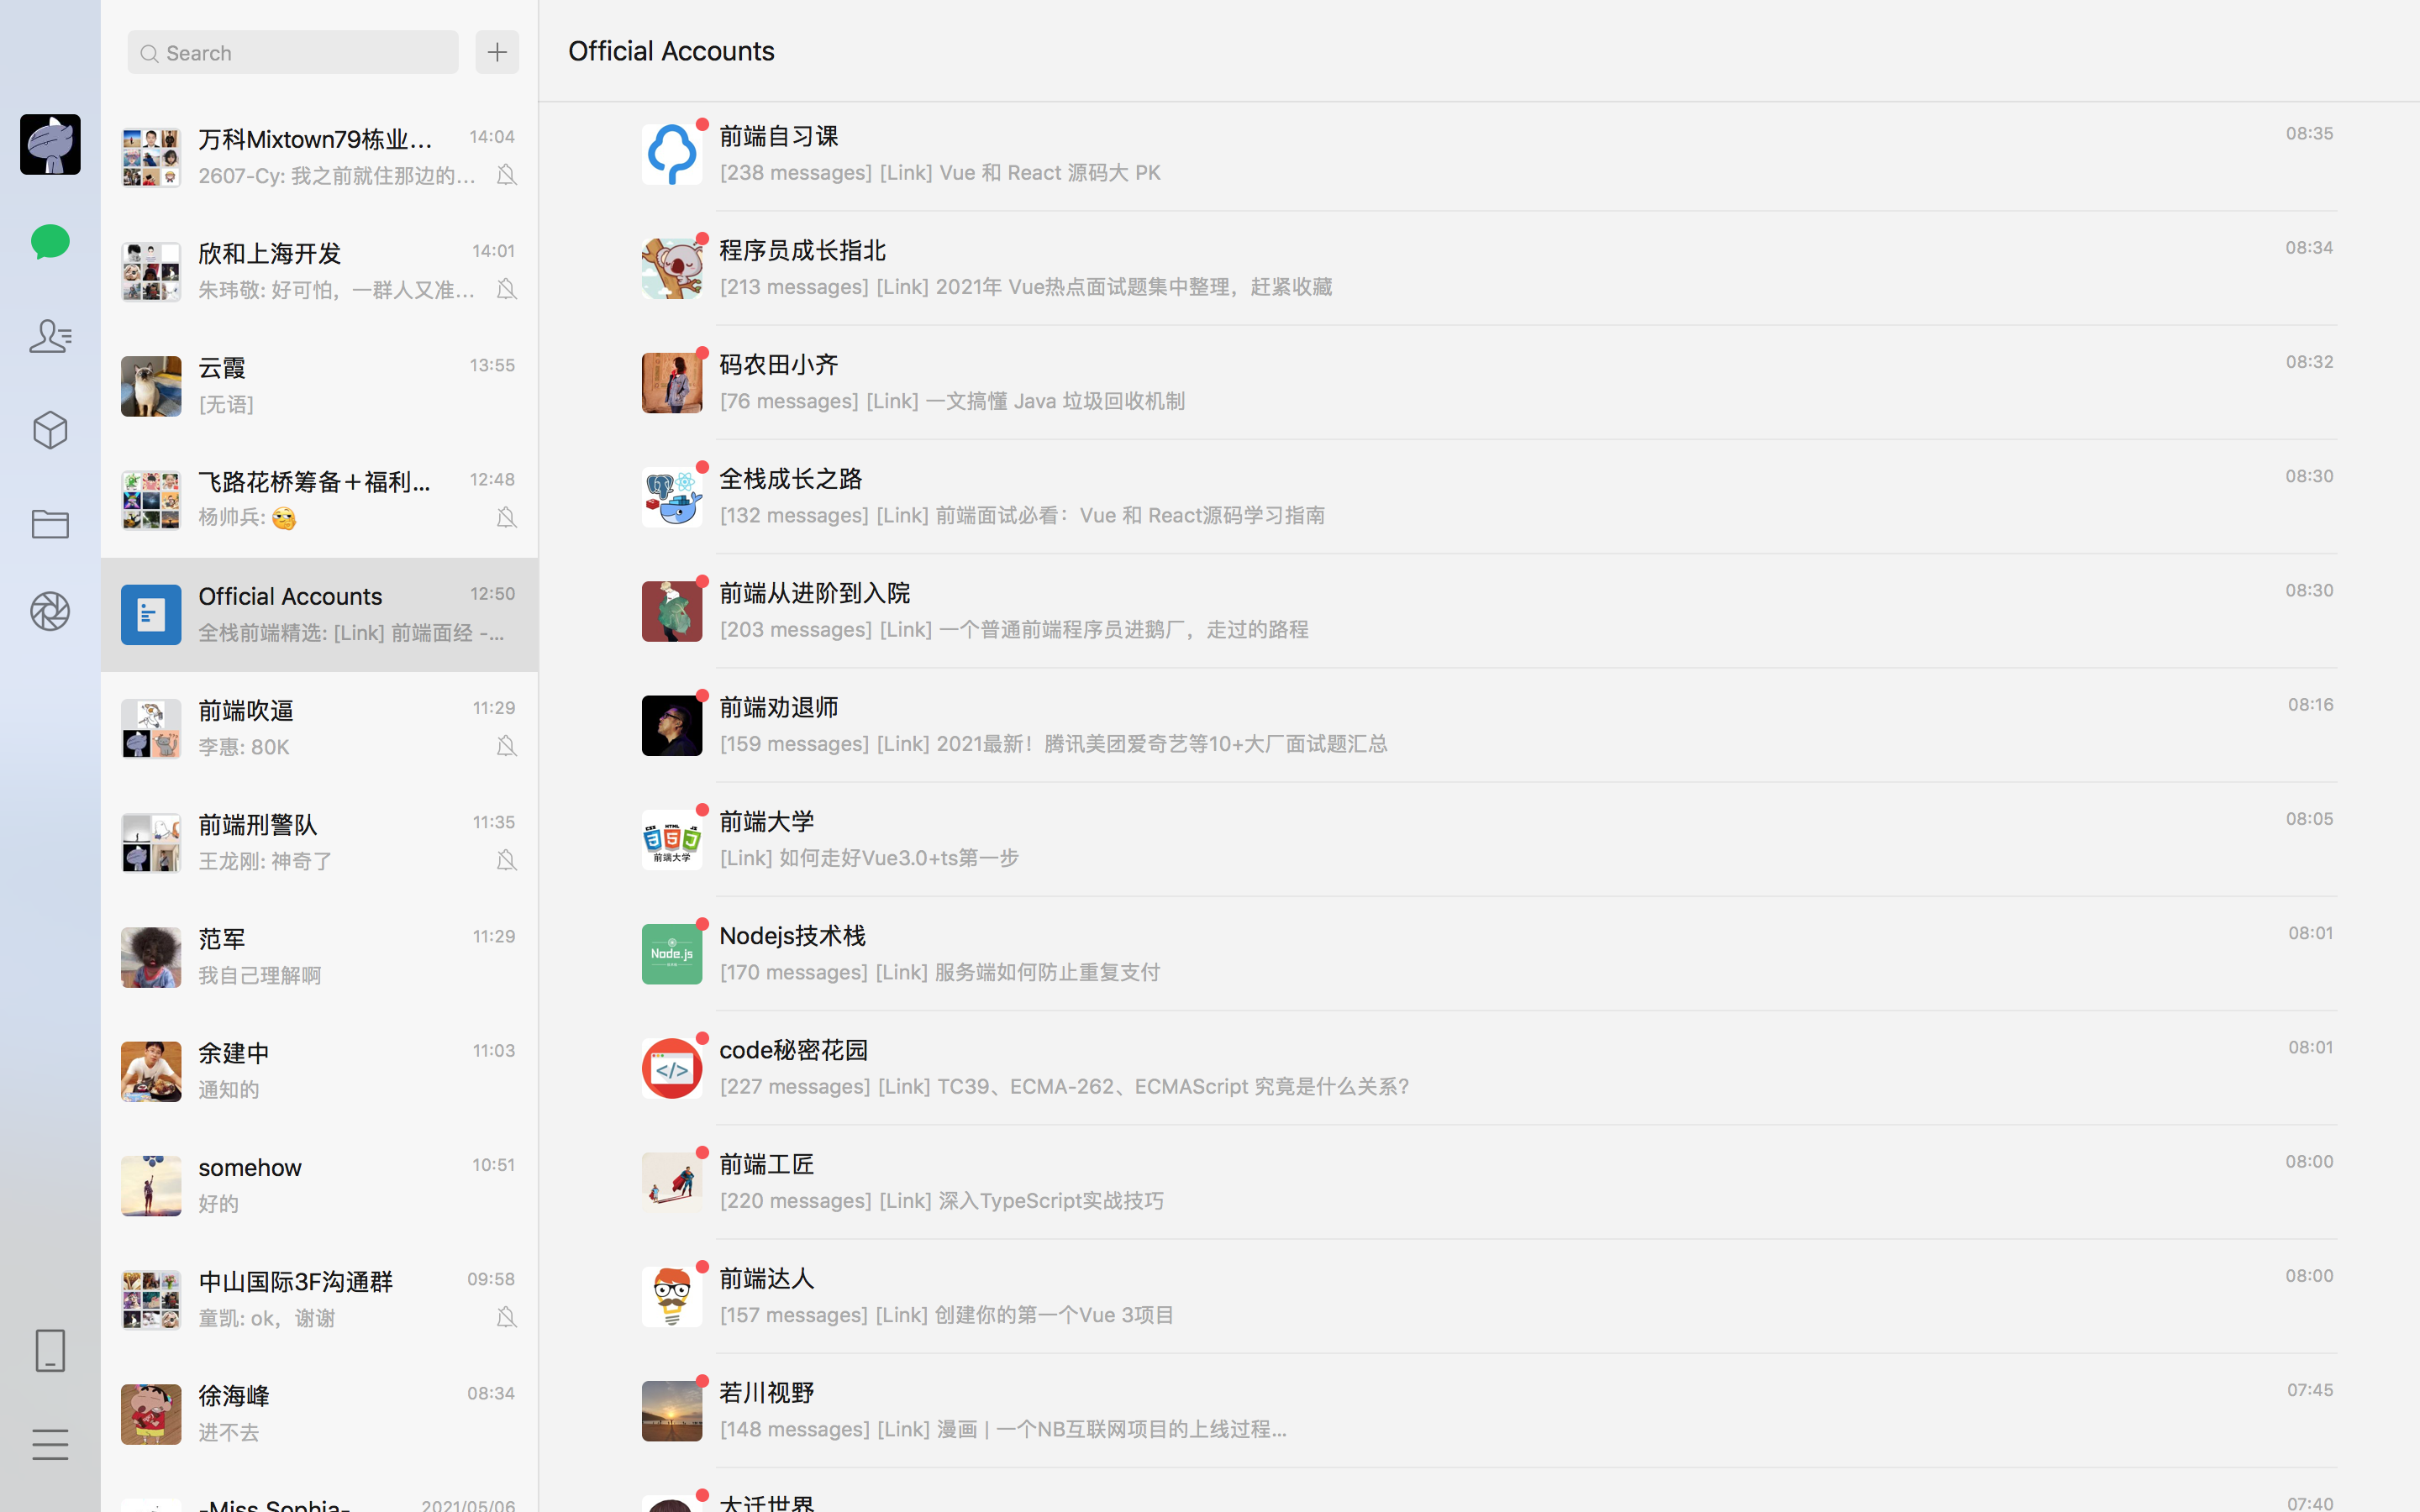 Search
万科Mixtown79栋业... 14:04
2607-Cy: 我之前就住那边的...
欣和上海开发 14:01
朱玮敬: 好可怕，一群人又准...
云霞 13:55
[无语]
飞路花桥筹备＋福利... 12:48
杨帅兵:
Official Accounts 12:50
全栈前端精选: [Link] 前端面经 -...
前端吹逼 11:29
李惠: 80K
前端刑警队 11:35
王龙刚: 神奇了
范军 11:29
我自己理解啊
余建中 11:03
通知的
somehow 10:51
好的
中山国际3F沟通群 09:58
童凯: ok，谢谢
徐海峰 08:34
进不去
-Miss Sophia- 2021/05/06
Official Accounts
前端自习课 08:35
[238 messages] [Link] Vue 和 React 源码大 PK
程序员成长指北 08:34
[213 messages] [Link] 2021年 Vue热点面试题集中整理，赶紧收藏
码农田小齐 08:32
[76 messages] [Link] 一文搞懂 Java 垃圾回收机制
全栈成长之路 08:30
[132 messages] [Link] 前端面试必看：Vue 和 React源码学习指南
前端从进阶到入院 08:30
[203 messages] [Link] 一个普通前端程序员进鹅厂，走过的路程
前端劝退师 08:16
[159 messages] [Link] 2021最新！腾讯美团爱奇艺等10+大厂面试题汇总
CSS HTML JS
3 5 J
前端大学
前端大学 08:05
[Link] 如何走好Vue3.0+ts第一步
Node.js
Nodejs技术栈 08:01
[170 messages] [Link] 服务端如何防止重复支付
</>
code秘密花园 08:01
[227 messages] [Link] TC39、ECMA-262、ECMAScript 究竟是什么关系?
前端工匠 08:00
[220 messages] [Link] 深入TypeScript实战技巧
前端达人 08:00
[157 messages] [Link] 创建你的第一个Vue 3项目
若川视野 07:45
[148 messages] [Link] 漫画 | 一个NB互联网项目的上线过程...
大迁世界 07:40